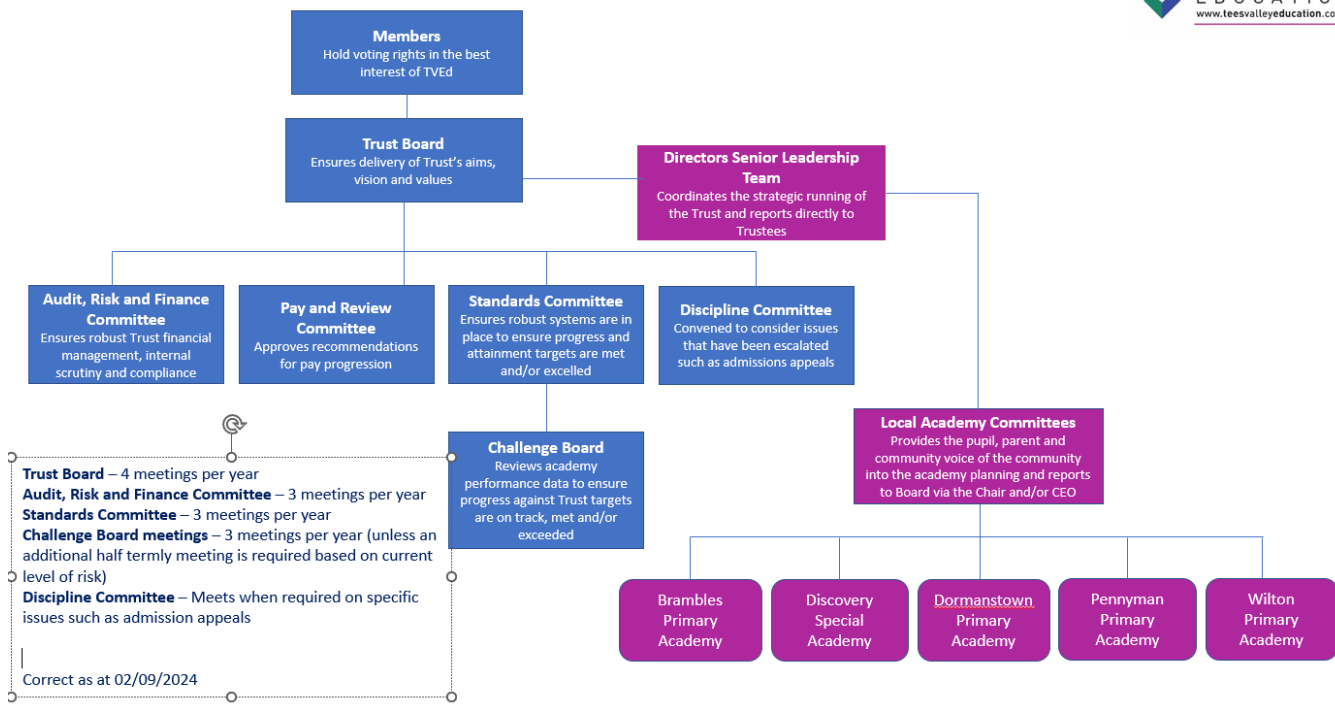 EDUCATIO
www.teesvalleyeducation.co
Members
Hold voting rights in the best
interest of TVEd
Trust Board
Ensures delivery of Trust's aims,
vision and values
Directors Senior Leadership
Team
Coordinates the strategic running of
the Trust and reports directly to
Trustees
Audit, Risk and Finance
Committee
Ensures robust Trust financial
management, internal
scrutiny and compliance
Pay and Review
Committee
Approves recommendations
for pay progression
Standards Committee
Ensures robust systems are in
place to ensure progress and
attainment targets are met
and/or excelled
Discipline Committee
Convened to consider issues
that have been escalated
such as admissions appeals
Challenge Board
Reviews academy
performance data to ensure
progress against Trust targets
are on track, met and/or
exceeded
Local Academy Committees
Provides the pupil, parent and
community voice of the community
into the academy planning and reports
to Board via the Chair and/or CEO
Trust Board – 4 meetings per year
Audit, Risk and Finance Committee – 3 meetings per year
Standards Committee – 3 meetings per year
Challenge Board meetings – 3 meetings per year (unless an
additional half termly meeting is required based on current
level of risk)
Discipline Committee – Meets when required on specific
issues such as admission appeals
Correct as at 02/09/2024
Brambles
Primary
Academy
Discovery
Special
Academy
Dormanstown
Primary
Academy
Pennyman
Primary
Academy
Wilton
Primary
Academy